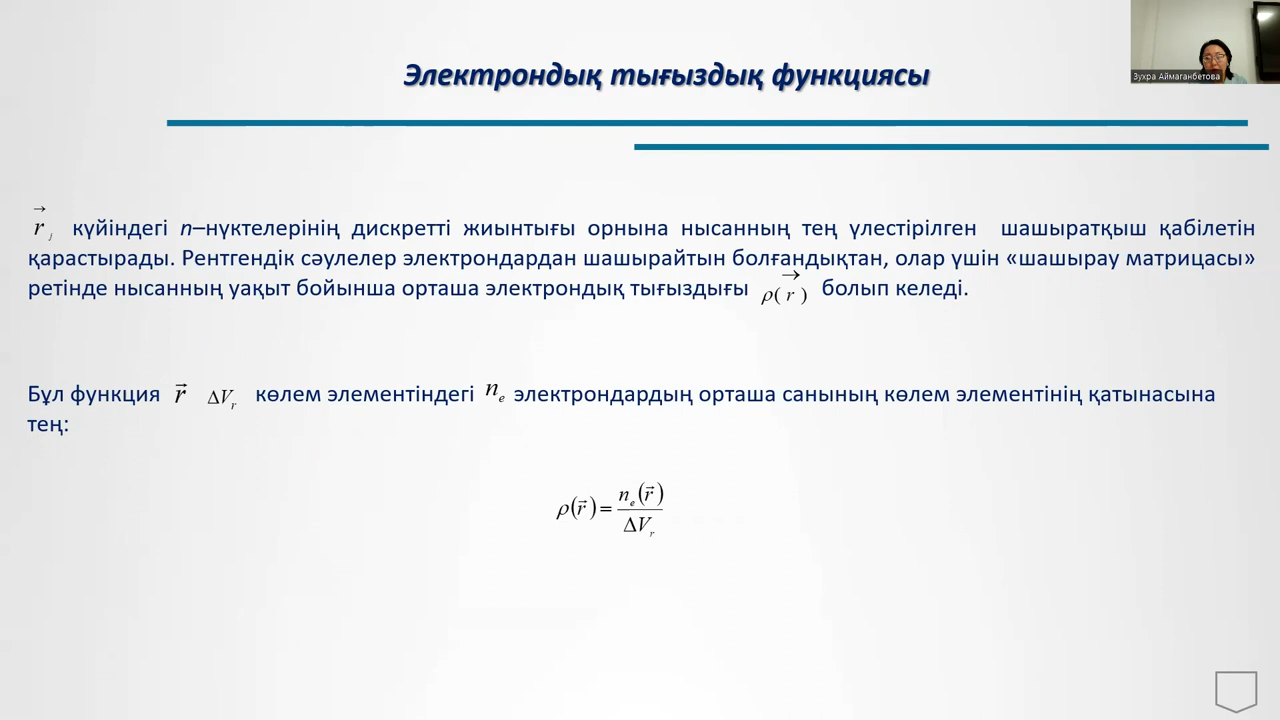 Электрондық тығыздық функциясы
Зухра Аймаганбетова
r⃗ⱼ күйіндегі n–нүктелерінің дискретті жиынтығы орнына нысанның тең үлестірілген шашыратқыш қабілетін
қарастырады. Рентгендік сәулелер электрондардан шашырайтын болғандықтан, олар үшін «шашырау матрицасы»
ретінде нысанның уақыт бойынша орташа электрондық тығыздығы ρ(r⃗) болып келеді.
Бұл функция r⃗ ΔVᵣ көлем элементіндегі nₑ электрондардың орташа санының көлем элементінің қатынасына
тең:
ρ(r⃗) = nₑ(r⃗) / ΔVᵣ